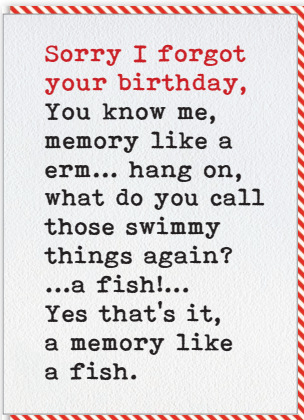 Sorry I forgot
your birthday,
You know me,
memory like a
erm... hang on,
what do you call
those swimmy
things again?
...a fish!...
Yes that's it,
a memory like
a fish.